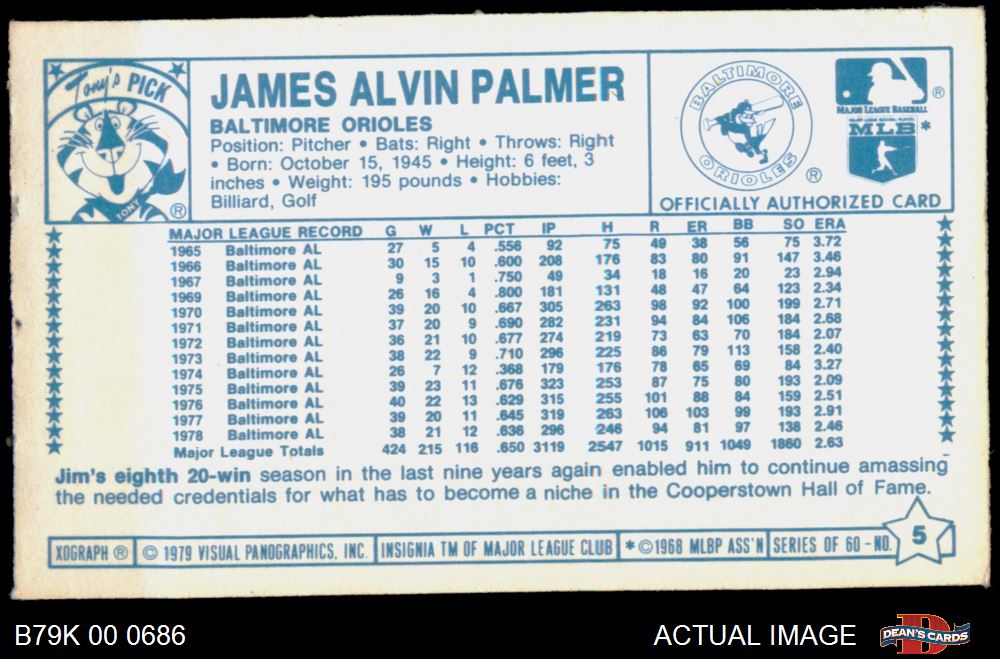 Tony's PICK
TONY
®
JAMES ALVIN PALMER
BALTIMORE ORIOLES
Position: Pitcher • Bats: Right • Throws: Right
• Born: October 15, 1945 • Height: 6 feet, 3
inches • Weight: 195 pounds • Hobbies:
Billiard, Golf
BALTIMORE
ORIOLES
®
MAJOR LEAGUE BASEBALL
®
MLB *
OFFICIALLY AUTHORIZED CARD
MAJOR LEAGUE RECORD G W L PCT IP H R ER BB SO ERA
1965 Baltimore AL 27 5 4 .556 92 75 49 38 56 75 3.72
1966 Baltimore AL 30 15 10 .600 208 176 83 80 91 147 3.46
1967 Baltimore AL 9 3 1 .750 49 34 18 16 20 23 2.94
1969 Baltimore AL 26 16 4 .800 181 131 48 47 64 123 2.34
1970 Baltimore AL 39 20 10 .667 305 263 98 92 100 199 2.71
1971 Baltimore AL 37 20 9 .690 282 231 94 84 106 184 2.68
1972 Baltimore AL 36 21 10 .677 274 219 73 63 70 184 2.07
1973 Baltimore AL 38 22 9 .710 296 225 86 79 113 158 2.40
1974 Baltimore AL 26 7 12 .368 179 176 78 65 69 84 3.27
1975 Baltimore AL 39 23 11 .676 323 253 87 75 80 193 2.09
1976 Baltimore AL 40 22 13 .629 315 255 101 88 84 159 2.51
1977 Baltimore AL 39 20 11 .645 319 263 106 103 99 193 2.91
1978 Baltimore AL 38 21 12 .636 296 246 94 81 97 138 2.46
Major League Totals 424 215 116 .650 3119 2547 1015 911 1049 1860 2.63
Jim's eighth 20-win season in the last nine years again enabled him to continue amassing
the needed credentials for what has to become a niche in the Cooperstown Hall of Fame.
XOGRAPH ® © 1979 VISUAL PANOGRAPHICS, INC. INSIGNIA TM OF MAJOR LEAGUE CLUB * ©1968 MLBP ASS'N SERIES OF 60 - NO. 5
B79K 00 0686
ACTUAL IMAGE
D
DEAN'S CARDS